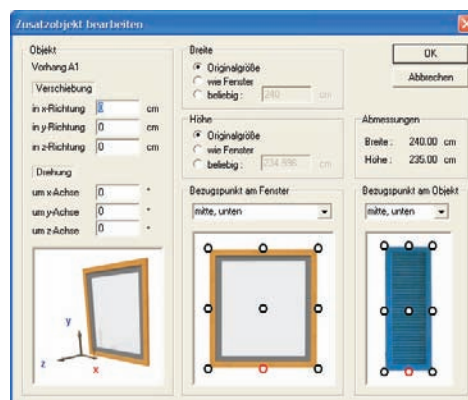 Zusatzobjekt bearbeiten
Objekt
Vorhang A1
Verschiebung
in x-Richtung 0 cm
in y-Richtung 0 cm
in z-Richtung 0 cm
Drehung
um x-Achse 0 °
um y-Achse 0 °
um z-Achse 0 °
y
z
x
Breite
Originalgröße
wie Fenster
beliebig : 240 cm
Höhe
Originalgröße
wie Fenster
beliebig : 234.996 cm
Bezugspunkt am Fenster
mitte, unten
OK
Abbrechen
Abmessungen
Breite : 240.00 cm
Höhe : 235.00 cm
Bezugspunkt am Objekt
mitte, unten